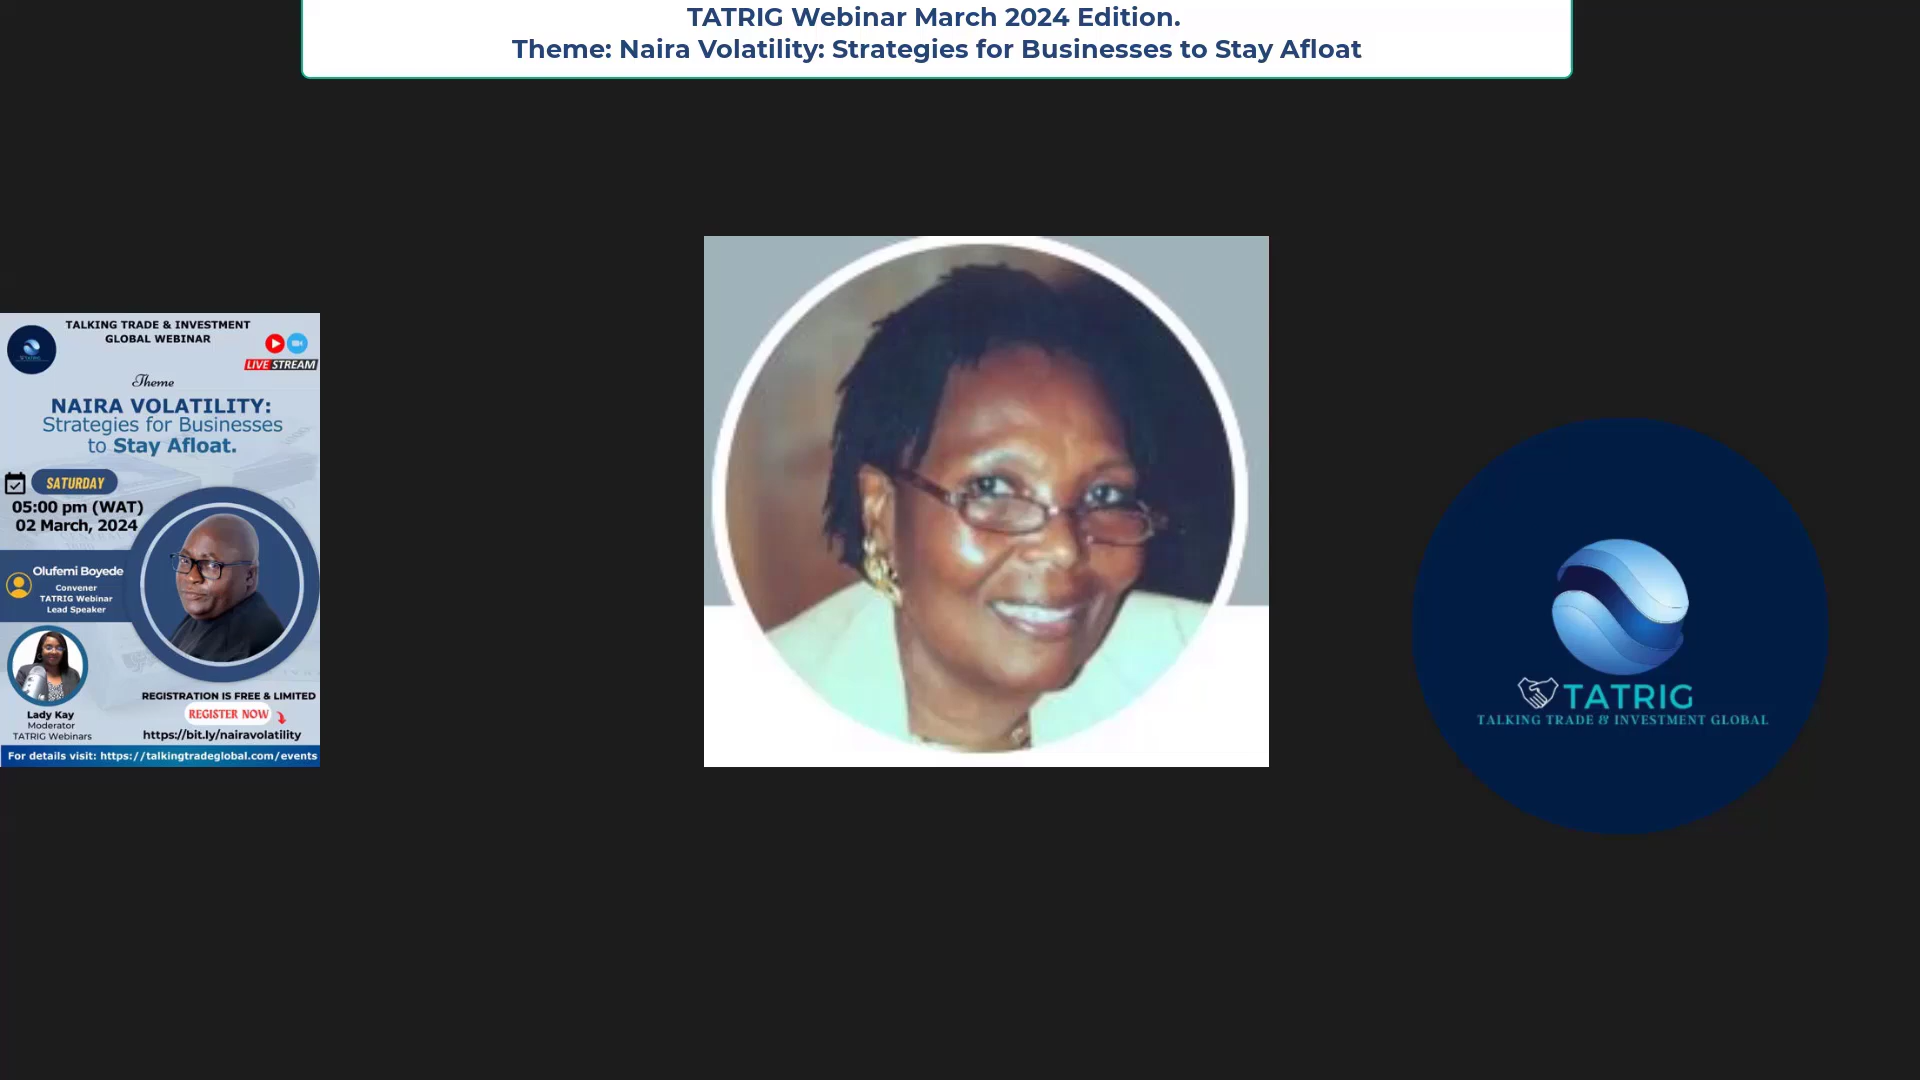 TATRIG Webinar March 2024 Edition.
Theme: Naira Volatility: Strategies for Businesses to Stay Afloat
TALKING TRADE & INVESTMENT
GLOBAL WEBINAR
LIVE STREAM
Theme
NAIRA VOLATILITY:
Strategies for Businesses
to Stay Afloat.
SATURDAY
05:00 pm (WAT)
02 March, 2024
Olufemi Boyede
Convener
TATRIG Webinar
Lead Speaker
Lady Kay
Moderator
TATRIG Webinars
REGISTRATION IS FREE & LIMITED
REGISTER NOW
https://bit.ly/nairavolatility
For details visit: https://talkingtradeglobal.com/events
TATRIG
TALKING TRADE & INVESTMENT GLOBAL